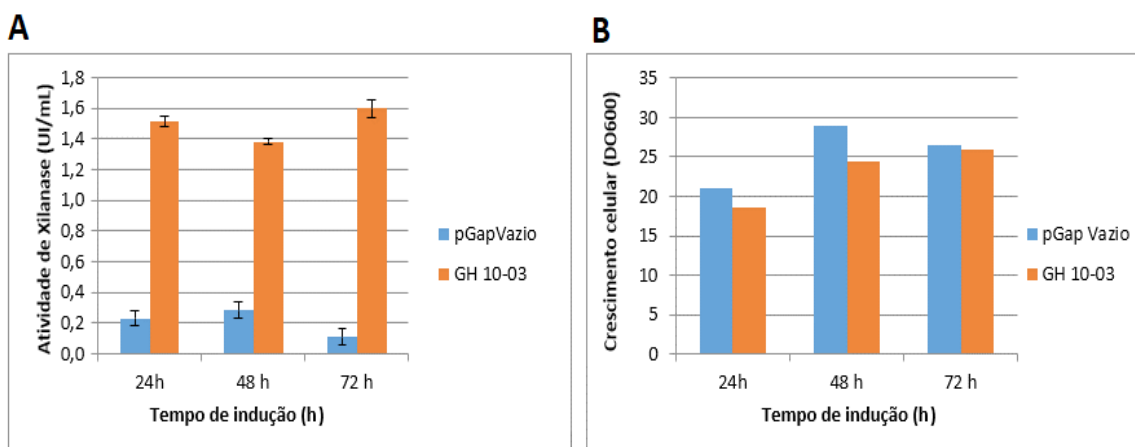 A
Atividade de Xilanase (UI/mL)
1,8
1,6
1,4
1,2
1,0
0,8
0,6
0,4
0,2
0,0
24h
48 h
72 h
Tempo de indução (h)
pGapVazio
GH 10-03
B
Crescimento celular (DO600)
35
30
25
20
15
10
5
0
24h
48 h
72 h
Tempo de indução (h)
pGap Vazio
GH 10-03